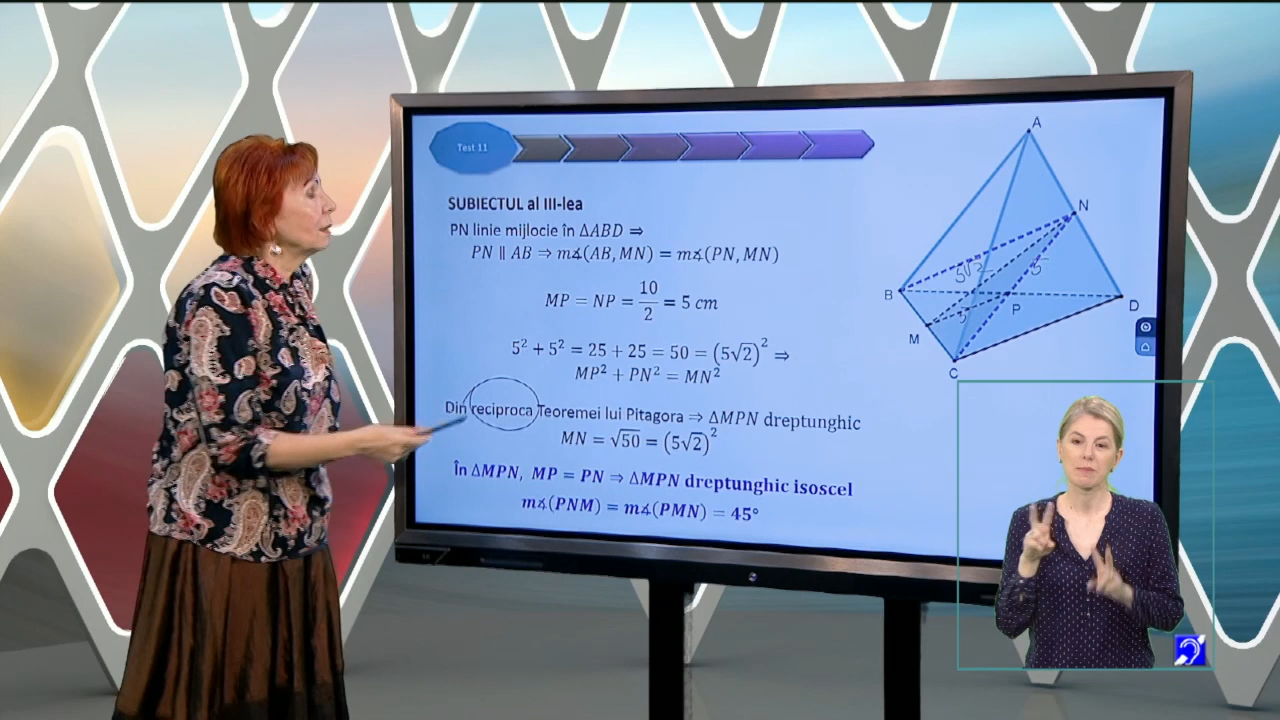 Test 11
SUBIECTUL al III-lea
PN linie mijlocie în ΔABD ⇒
PN ∥ AB ⇒ m∡(AB, MN) = m∡(PN, MN)
MP = NP = 10/2 = 5 cm
5² + 5² = 25 + 25 = 50 = (5√2)² ⇒
MP² + PN² = MN²
Din reciproca Teoremei lui Pitagora ⇒ ΔMPN dreptunghic
MN = √50 = (5√2)²
În ΔMPN, MP = PN ⇒ ΔMPN dreptunghic isoscel
m∡(PNM) = m∡(PMN) = 45°
A
N
5√2
5
B
D
P
5
M
C